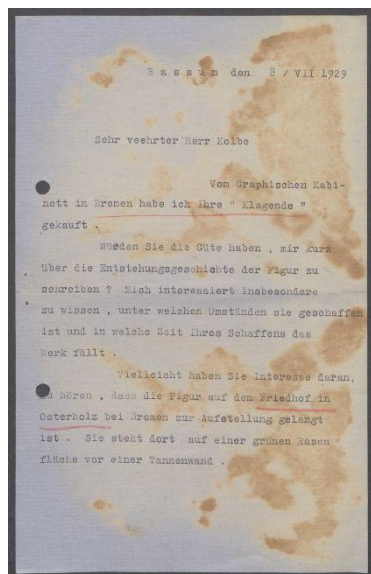 B a s s u m den 8 / VII 1929
Sehr veehrter Herr Kolbe
Vom Graphischen Kabi-
nett in Bremen habe ich Ihre " Klagende "
gekauft .
Würden Sie die Güte haben , mir kurz
über die Entstehungsgeschichte der Figur zu
schreiben ? Mich interessiert insbesondere
zu wissen , unter welchen Umständen sie geschaffen
ist und in welche Zeit Ihres Schaffens das
Werk fällt .
Vielleicht haben Sie Interesse daran,
zu hören , dass die Figur auf dem Friedhof in
Osterholz bei Bremen zur Aufstellung gelangt
ist . Sie steht dort auf einer grünen Rasen
fläche vor einer Tannenwand .